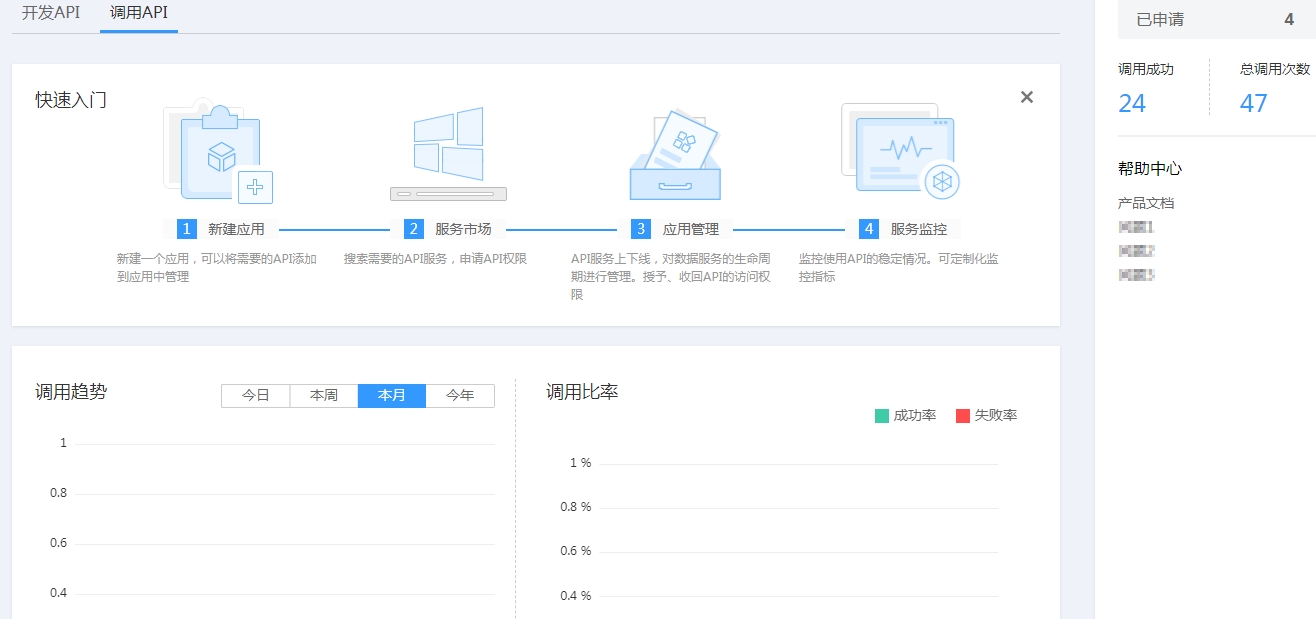 开发API
调用API
快速入门
1 新建应用
新建一个应用，可以将需要的API添加
到应用中管理
2 服务市场
搜索需要的API服务，申请API权限
3 应用管理
API服务上下线，对数据服务的生命周
期进行管理。授予、收回API的访问权
限
4 服务监控
监控使用API的稳定情况。可定制化监
控指标
调用趋势
今日
本周
本月
今年
1
0.8
0.6
0.4
调用比率
成功率
失败率
1 %
0.8 %
0.6 %
0.4 %
已申请 4
调用成功
24
总调用次数
47
帮助中心
产品文档